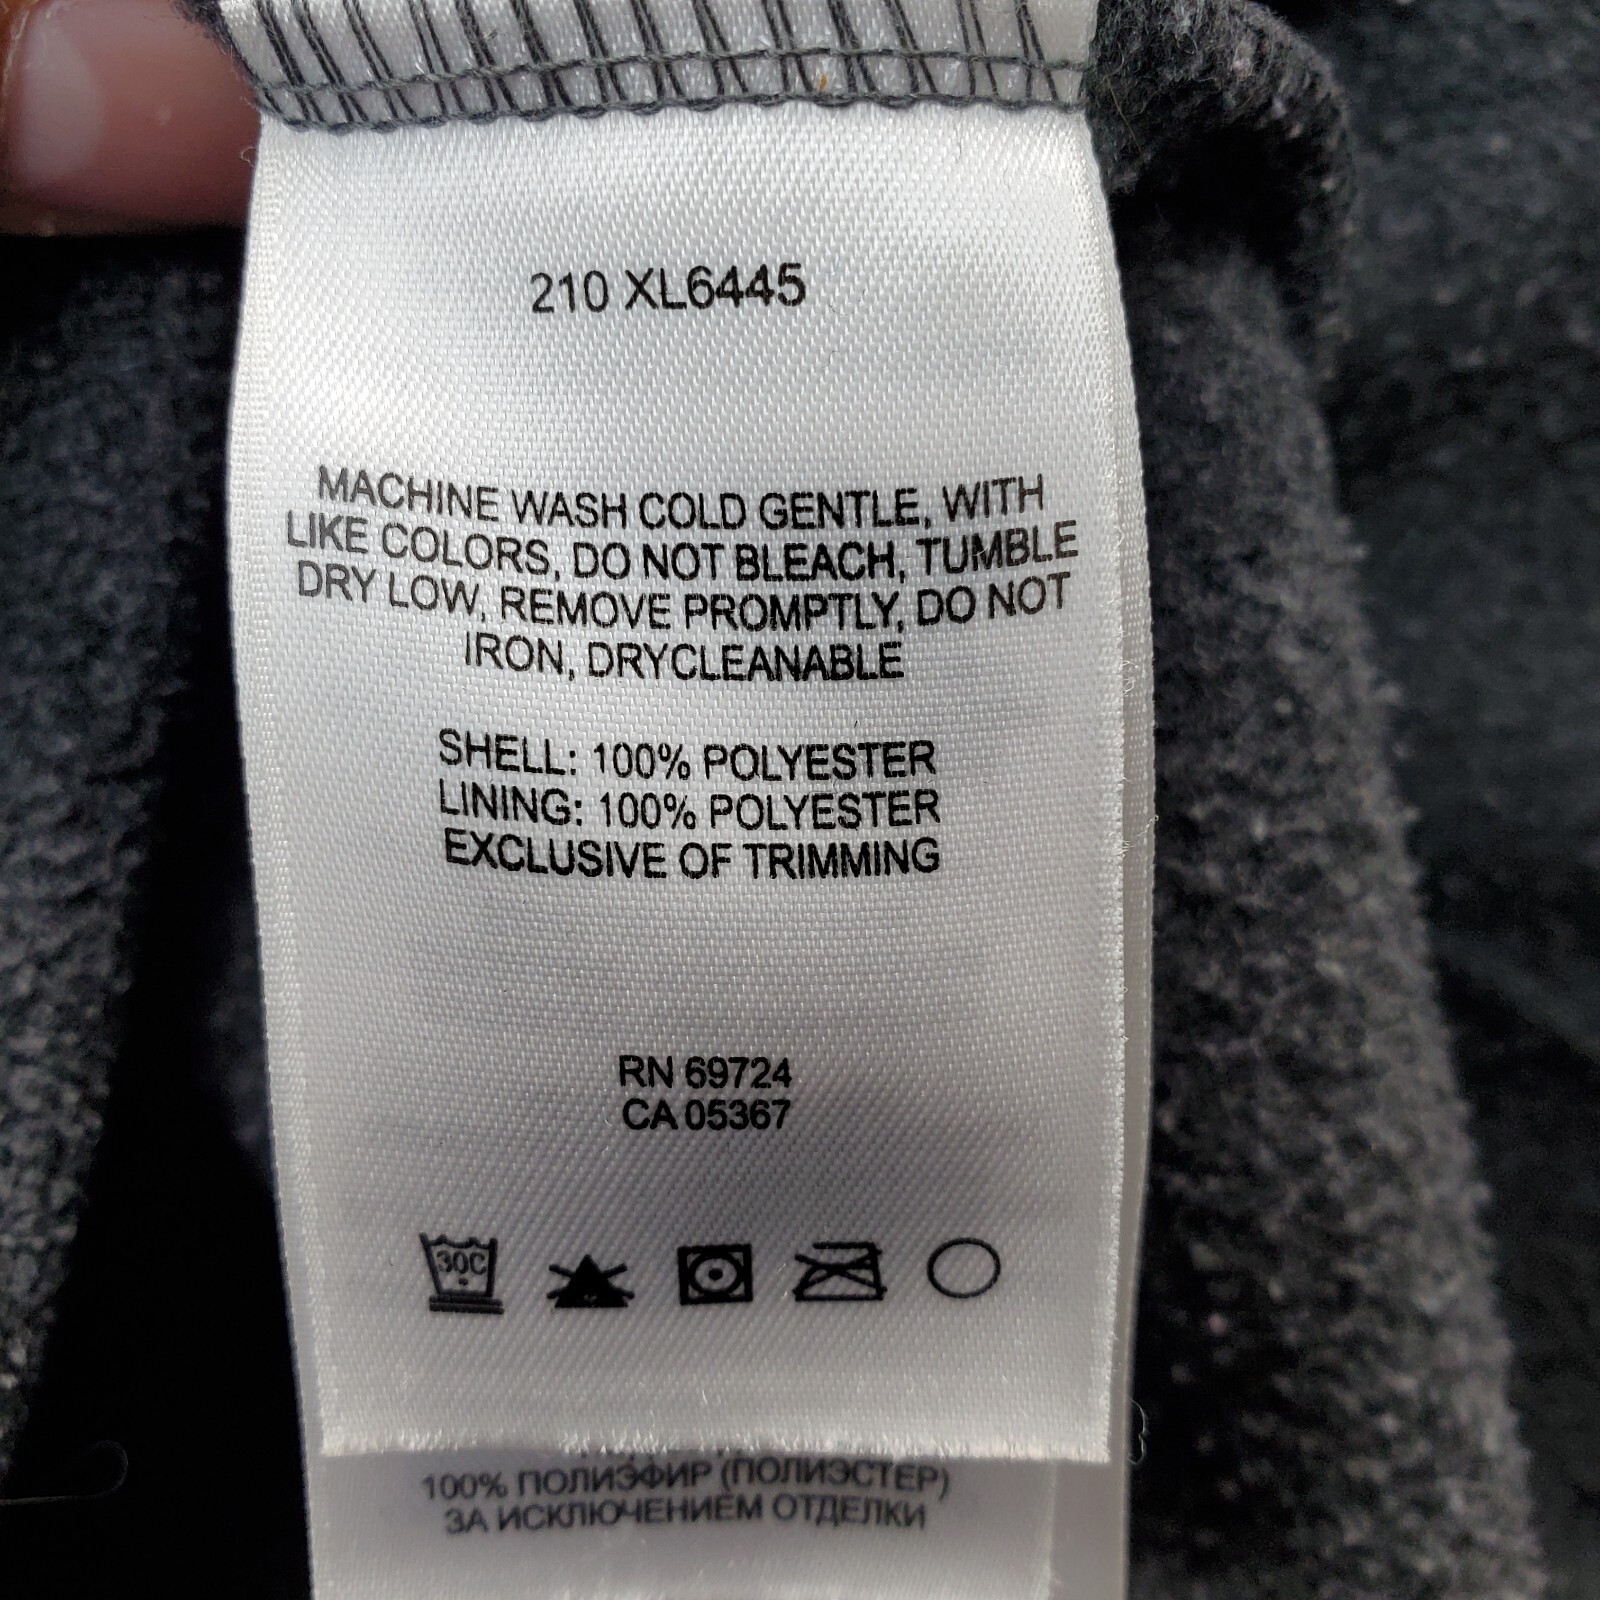 210 XL6445
MACHINE WASH COLD GENTLE, WITH
LIKE COLORS, DO NOT BLEACH, TUMBLE
DRY LOW, REMOVE PROMPTLY, DO NOT
IRON, DRYCLEANABLE
SHELL: 100% POLYESTER
LINING: 100% POLYESTER
EXCLUSIVE OF TRIMMING
RN 69724
CA 05367
30C
100% ПОЛИЭФИР (ПОЛИЭСТЕР)
ЗА ИСКЛЮЧЕНИЕМ ОТДЕЛКИ